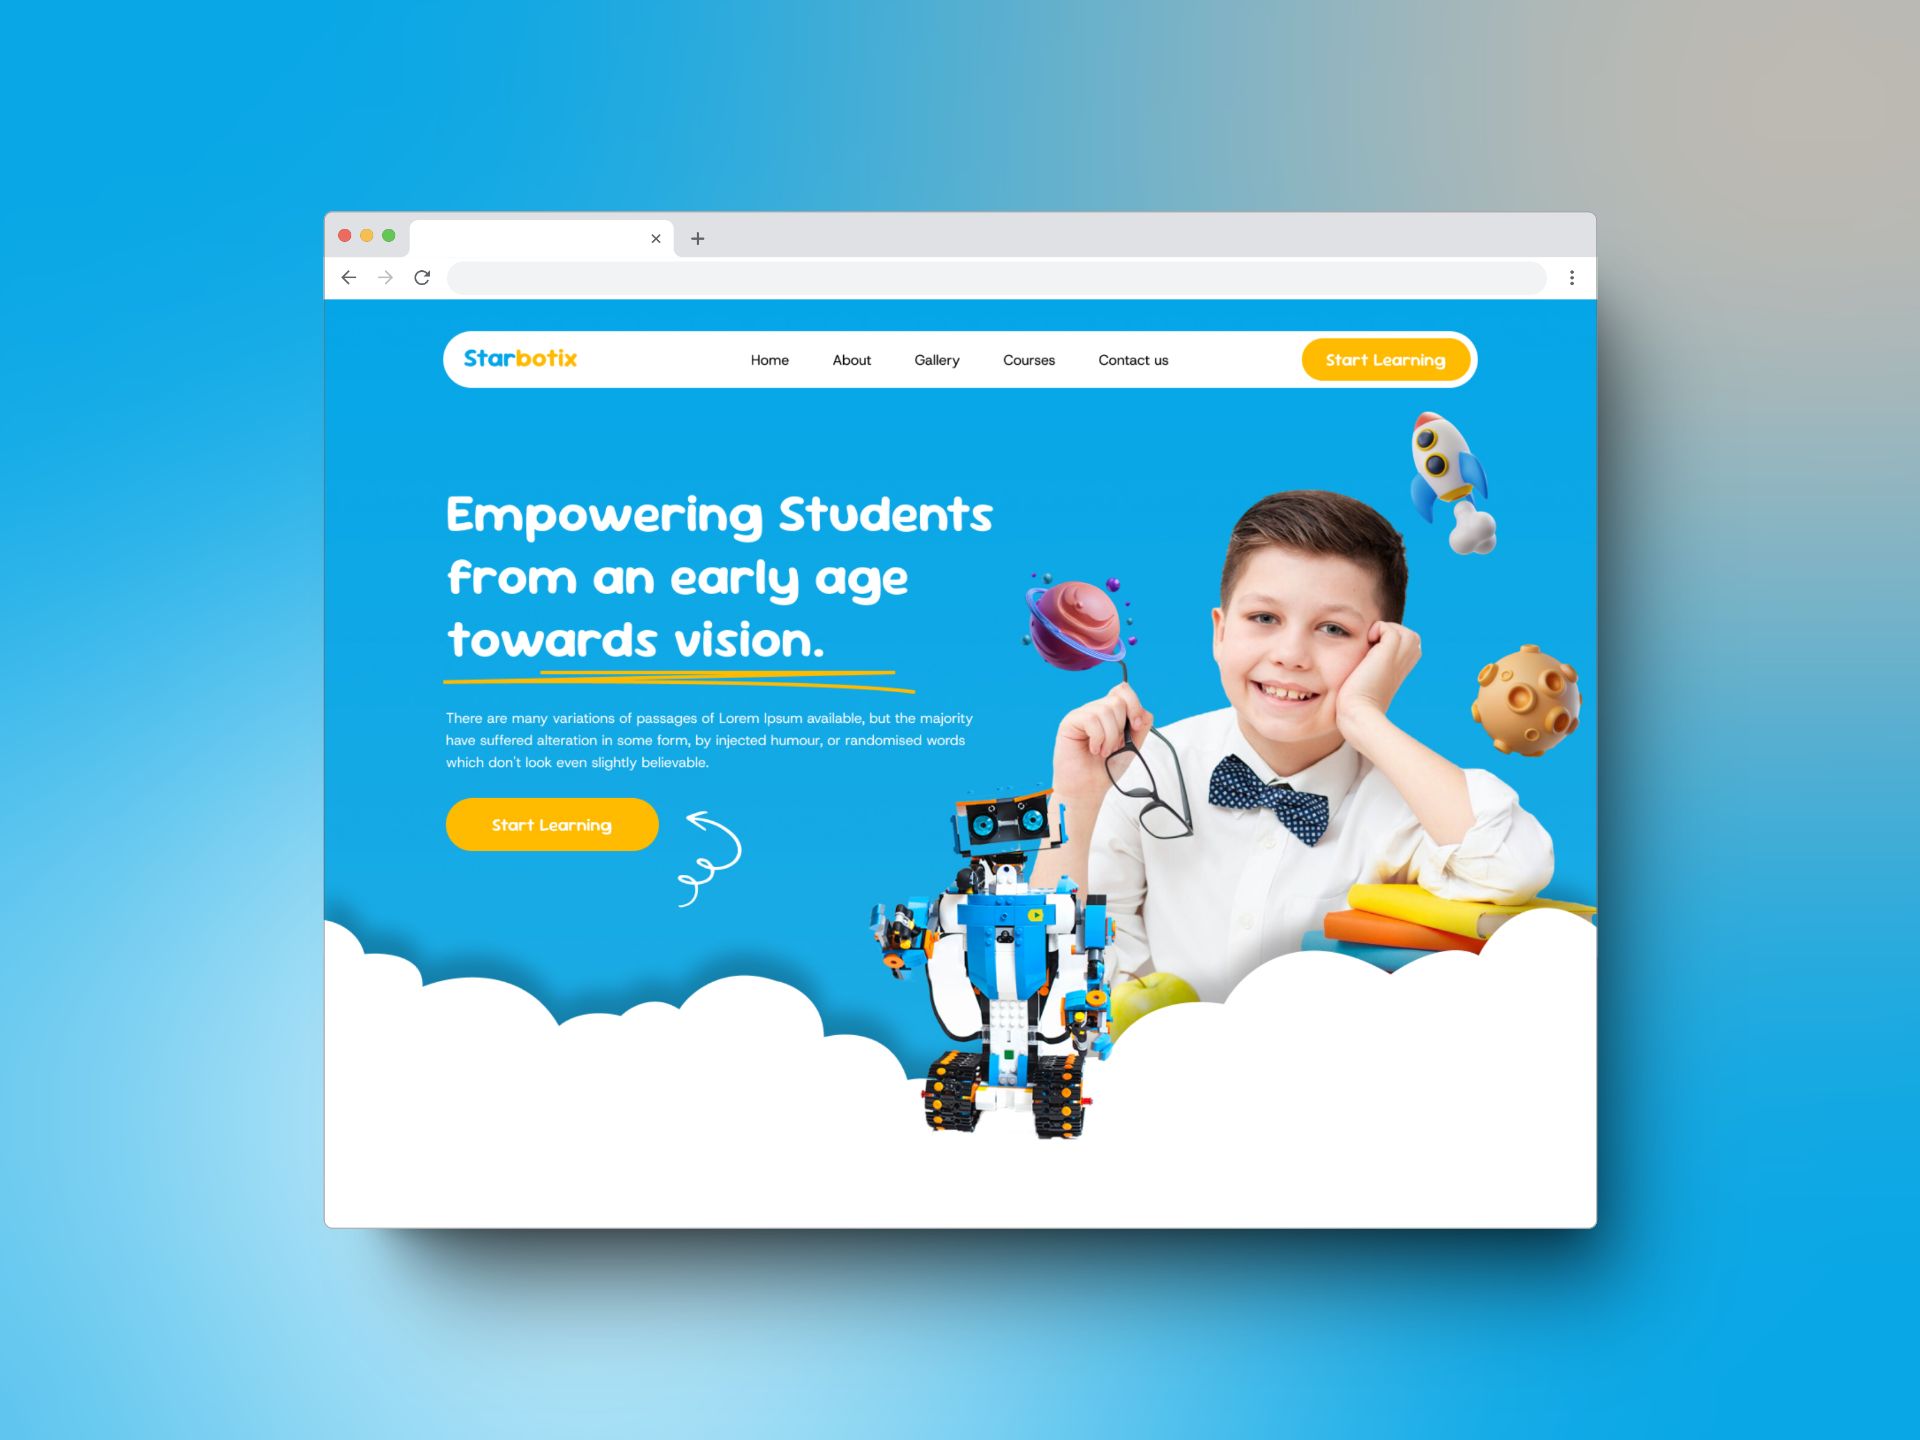 Starbotix
Home
About
Gallery
Courses
Contact us
Start Learning
Empowering Students
from an early age
towards vision.
There are many variations of passages of Lorem Ipsum available, but the majority
have suffered alteration in some form, by injected humour, or randomised words
which don't look even slightly believable.
Start Learning